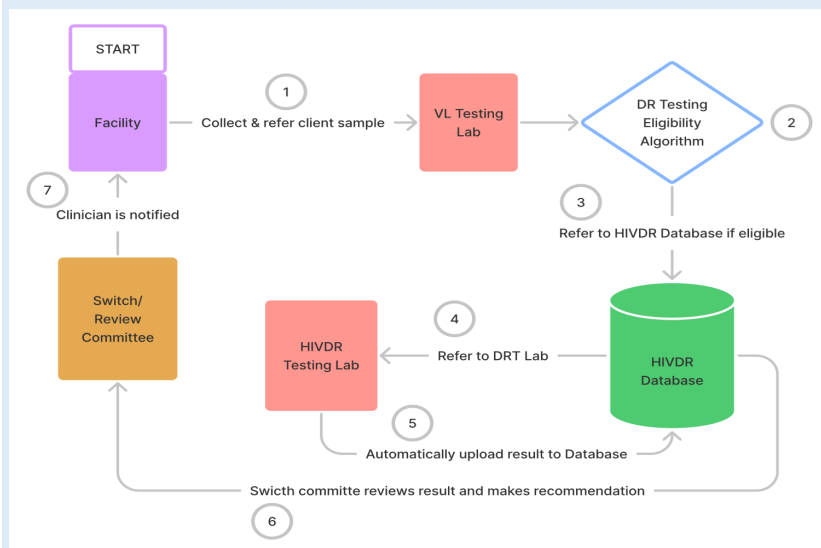 START
Facility
1
Collect & refer client sample
VL Testing
Lab
DR Testing
Eligibility
Algorithm
2
3
Refer to HIVDR Database if eligible
HIVDR
Database
4
Refer to DRT Lab
HIVDR
Testing Lab
5
Automatically upload result to Database
Swicth committe reviews result and makes recommendation
6
Switch/
Review
Committee
7
Clinician is notified